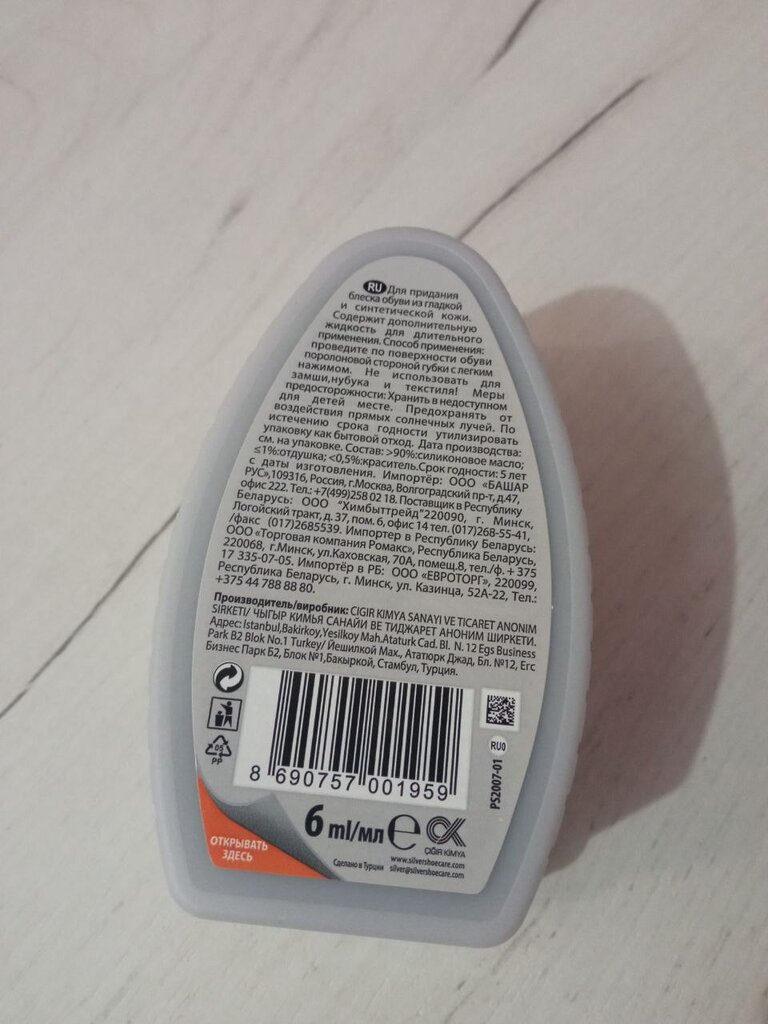 RU Для придания
блеска обуви из гладкой
и синтетической кожи.
Содержит дополнительную
жидкость для длительного
применения. Способ применения:
проведите по поверхности обуви
поролоновой стороной губки с легким
нажимом. Не использовать для
замши,нубука и текстиля! Меры
предосторожности: Хранить в недоступном
для детей месте. Предохранять от
воздействия прямых солнечных лучей. По
истечению срока годности утилизировать
упаковку как бытовой отход. Дата производства:
см. на упаковке. Состав: >90%:силиконовое масло;
≤1%:отдушка; <0,5%:краситель.Срок годности: 5 лет
с даты изготовления. Импортёр: ООО «БАШАР
РУС»,109316, Россия, г.Москва, Волгоградский пр-т, д.47,
офис 222. Тел.: +7(499)258 02 18. Поставщик в Республику
Беларусь: ООО "Химбыттрейд"220090, г. Минск,
Логойский тракт, д. 37, пом. 6, офис 14 тел. (017)268-55-41,
/факс (017)2685539. Импортер в Республику Беларусь:
ООО «Торговая компания Ромакс», Республика Беларусь,
220068, г.Минск, ул.Каховская, 70А, помещ.8, тел./ф. + 375
17 335-07-05. Импортёр в РБ: ООО «ЕВРОТОРГ», 220099,
Республика Беларусь, г. Минск, ул. Казинца, 52А-22, Тел.:
+375 44 788 88 80.
Производитель/виробник: CIGIR KIMYA SANAYI VE TICARET ANONIM
SIRKETI/ ЧЫГЫР КИМЬЯ САНАЙИ ВЕ ТИДЖАРЕТ АНОНИМ ШИРКЕТИ.
Адрес: Istanbul,Bakirkoy,Yesilkoy Mah.Ataturk Cad. Bl. N. 12 Egs Business
Park B2 Blok No.1 Turkey/ Йешилкой Мах., Ататюрк Джад, Бл. №12, Егс
Бизнес Парк Б2, Блок №1,Бакыркой, Стамбул, Турция.
05
PP
8 690757 001959
RU0
PS2007-01
6 ml/мл e
ÇIĞIR KİMYA
ОТКРЫВАТЬ
ЗДЕСЬ
Сделано в Турции
www.silvershoecare.com
silver@silvershoecare.com